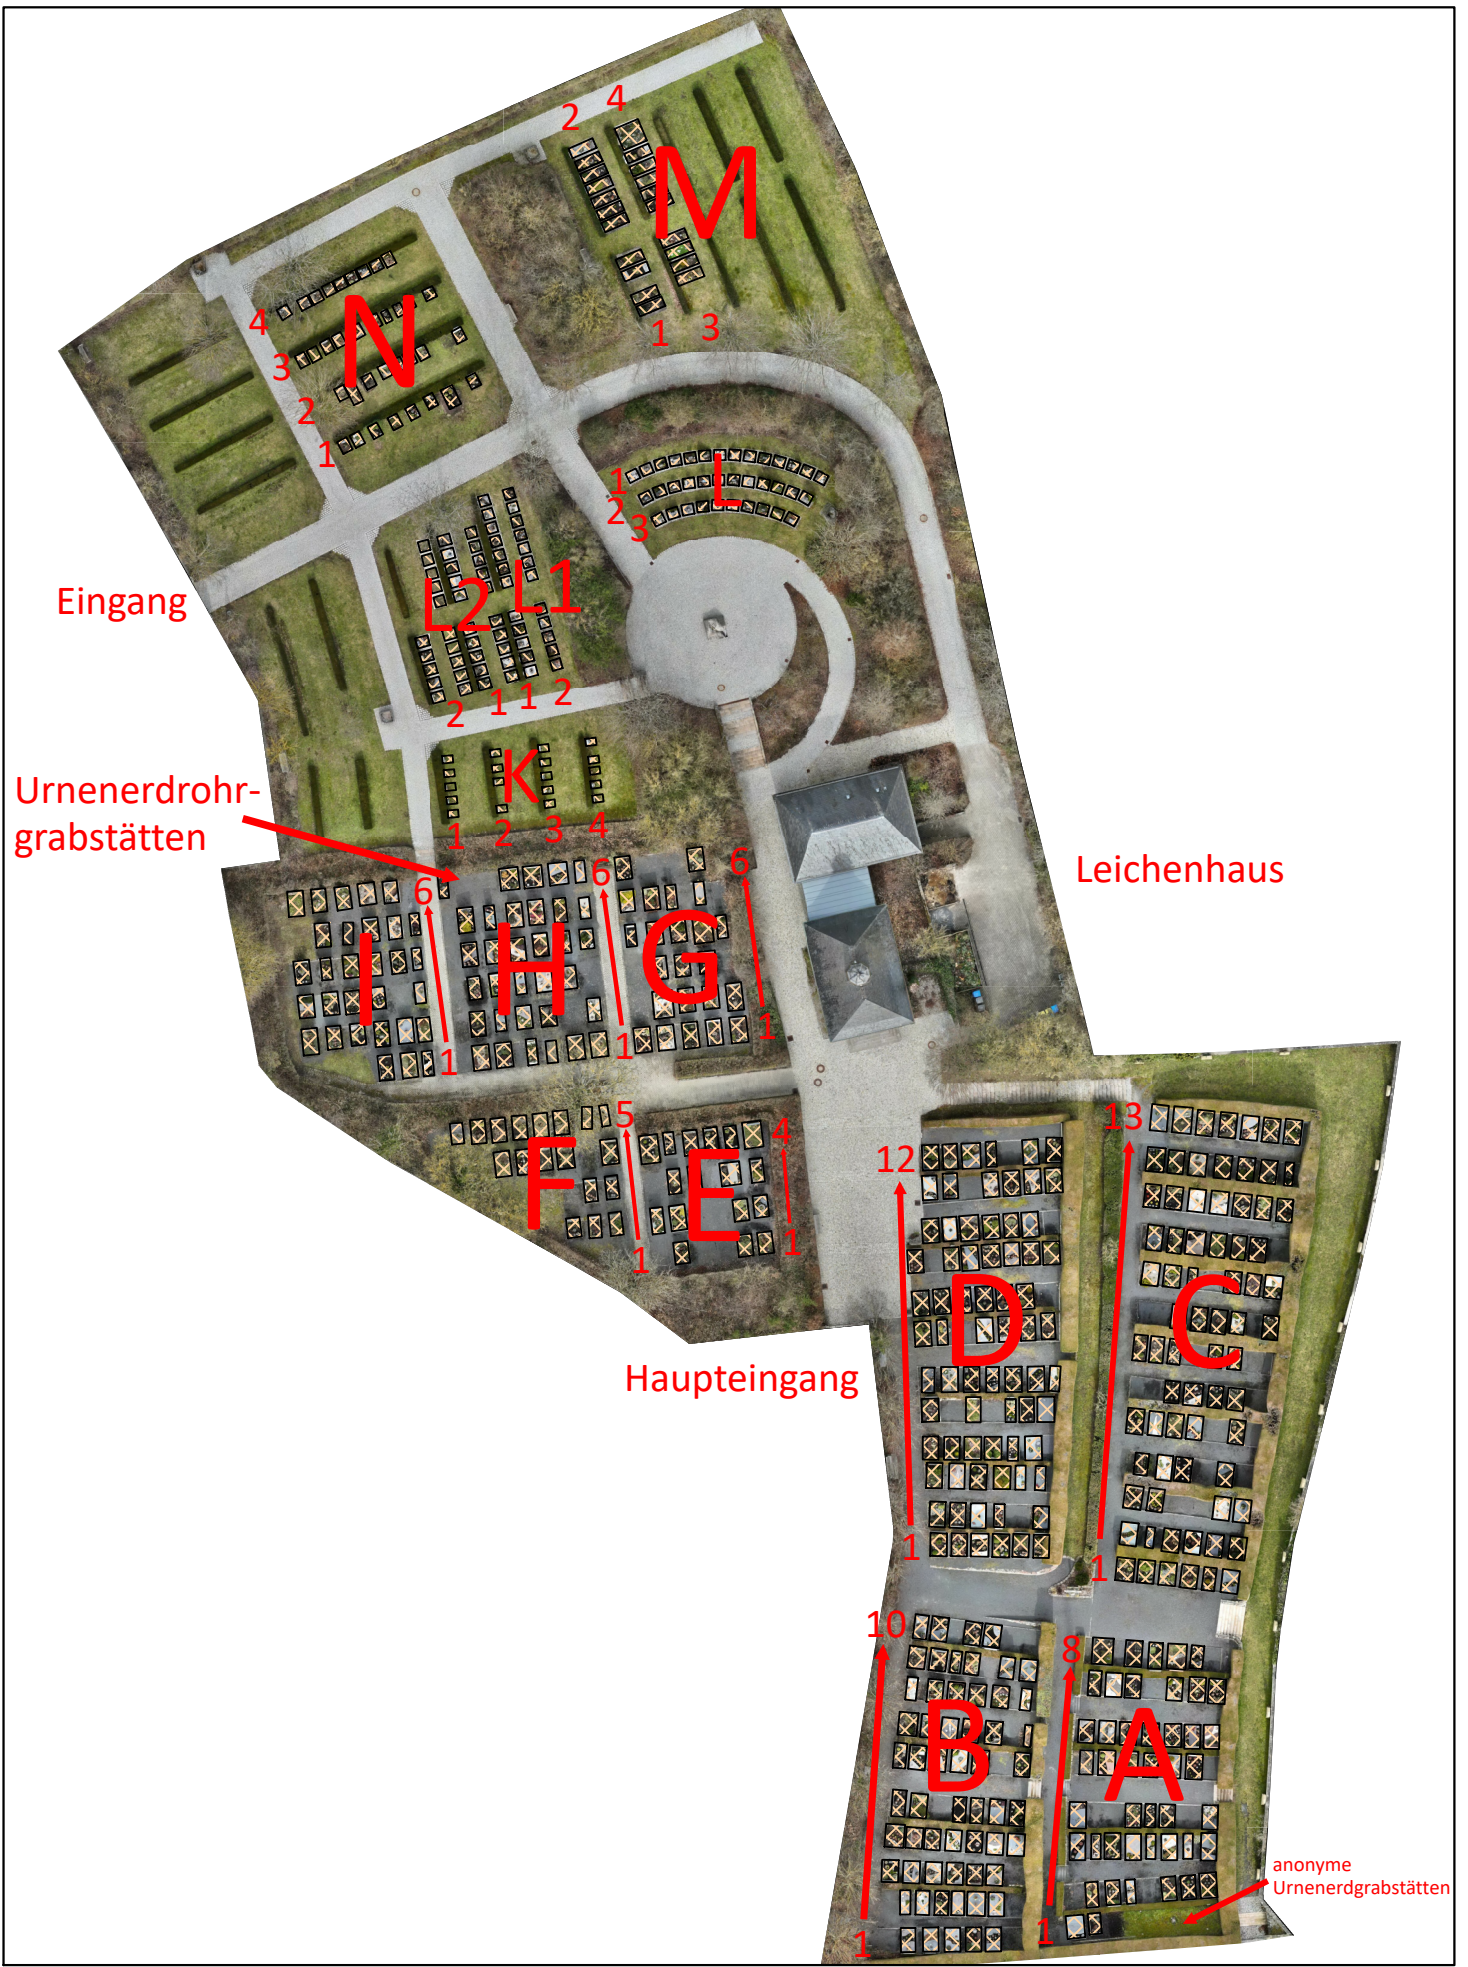 2 4
M
4
3
2
1
N
1 3
1
2
3
L
Eingang
L2 L1
2 1 1 2
K
1 2 3 4
Urnenerdrohr-
grabstätten
Leichenhaus
6 6 6
I H G
1 1 1
5 4
F E
1 1
13
12
D C
Haupteingang
1 1
10 8
B A
anonyme
Urnenerdgrabstätten
1 1